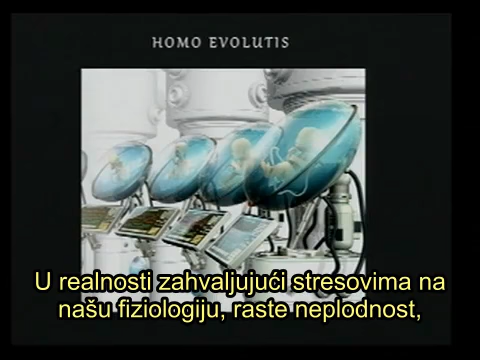 HOMO EVOLUTIS
U realnosti zahvaljujući stresovima na
našu fiziologiju, raste neplodnost,